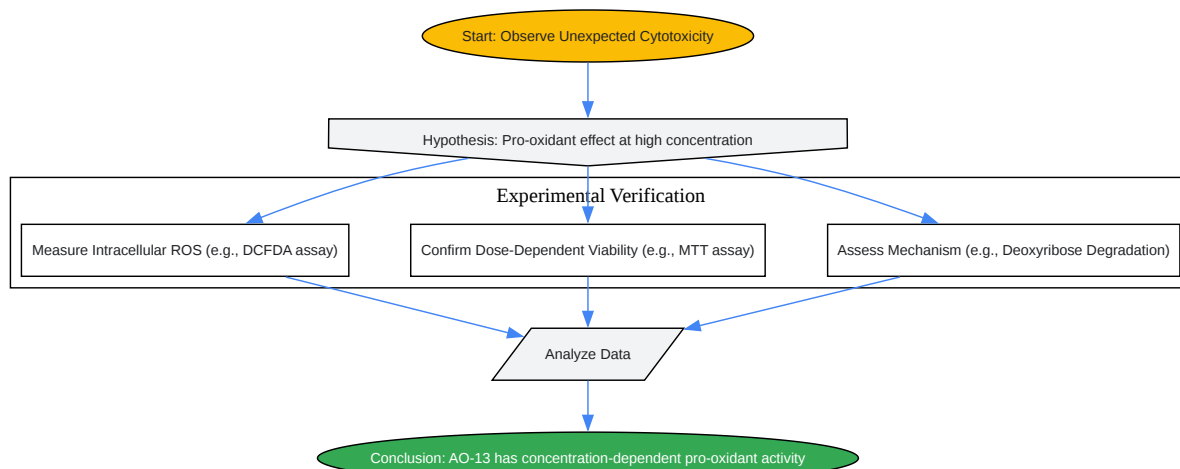 Start: Observe Unexpected Cytotoxicity
Hypothesis: Pro-oxidant effect at high concentration
Experimental Verification
Measure Intracellular ROS (e.g., DCFDA assay)
Confirm Dose-Dependent Viability (e.g., MTT assay)
Assess Mechanism (e.g., Deoxyribose Degradation)
Analyze Data
Conclusion: AO-13 has concentration-dependent pro-oxidant activity